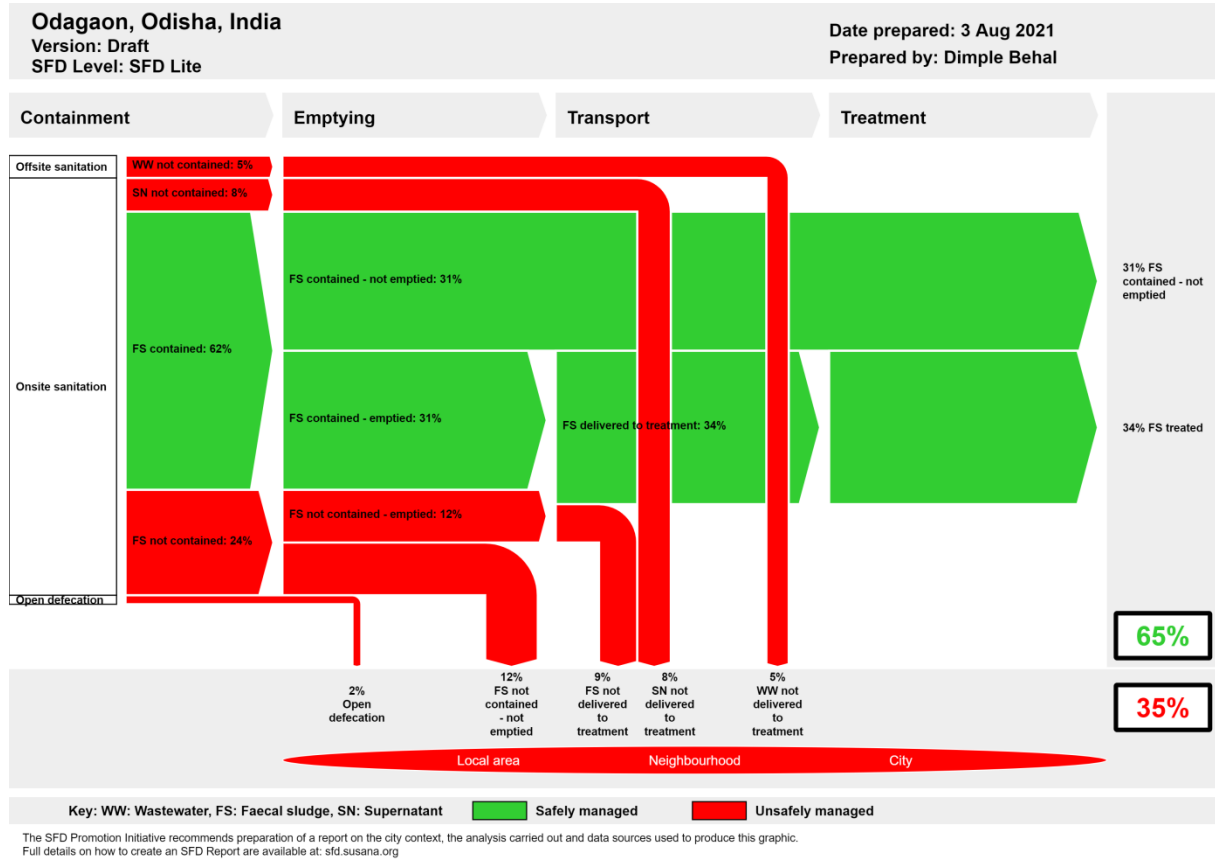 Odagaon, Odisha, India
Version: Draft
SFD Level: SFD Lite
Date prepared: 3 Aug 2021
Prepared by: Dimple Behal
Containment
Emptying
Transport
Treatment
Offsite sanitation
WW not contained: 5%
SN not contained: 8%
FS contained - not emptied: 31%
31% FS
contained - not
emptied
FS contained: 62%
Onsite sanitation
FS contained - emptied: 31%
FS delivered to treatment: 34%
34% FS treated
FS not contained - emptied: 12%
FS not contained: 24%
Open defecation
65%
2%
Open
defecation
12%
FS not
contained
- not
emptied
9%
FS not
delivered
to
treatment
8%
SN not
delivered
to
treatment
5%
WW not
delivered
to
treatment
35%
Local area
Neighbourhood
City
Key: WW: Wastewater, FS: Faecal sludge, SN: Supernatant
Safely managed
Unsafely managed
The SFD Promotion Initiative recommends preparation of a report on the city context, the analysis carried out and data sources used to produce this graphic.
Full details on how to create an SFD Report are available at: sfd.susana.org